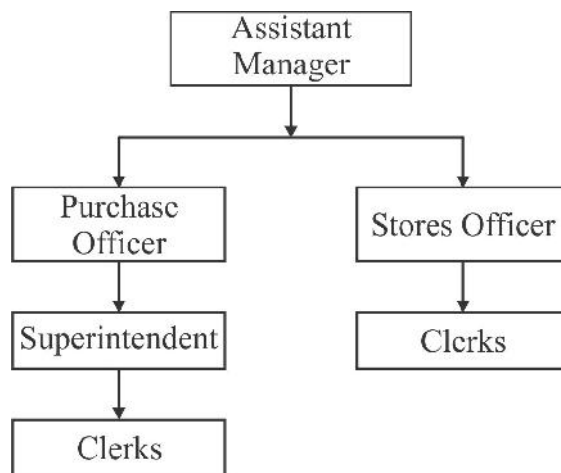 Assistant
Manager
Purchasc
Officer
Stores Officer
Superintendent
Clcrks
Clerks